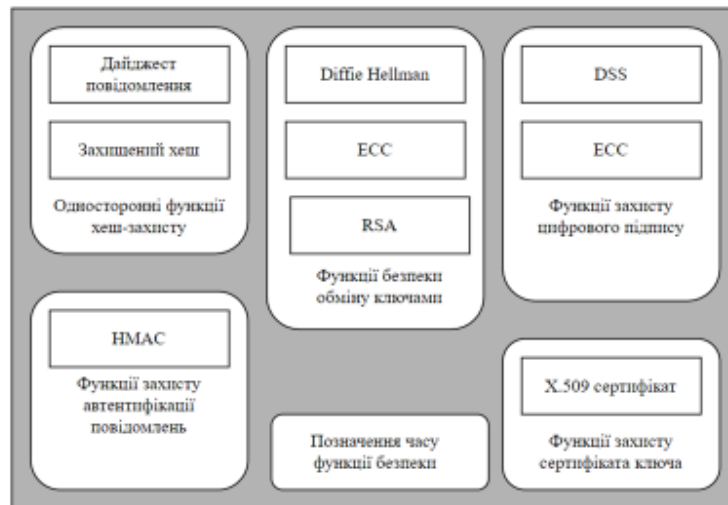 Дайджест
повідомлення
Захищений хеш
Односторонні функції
хеш-захисту
Diffie Hellman
ECC
RSA
Функції безпеки
обміну ключами
DSS
ECC
Функції захисту
цифрового підпису
HMAC
Функції захисту
автентифікації
повідомлень
Позначення часу
функції безпеки
X.509 сертифікат
Функції захисту
сертифіката ключа